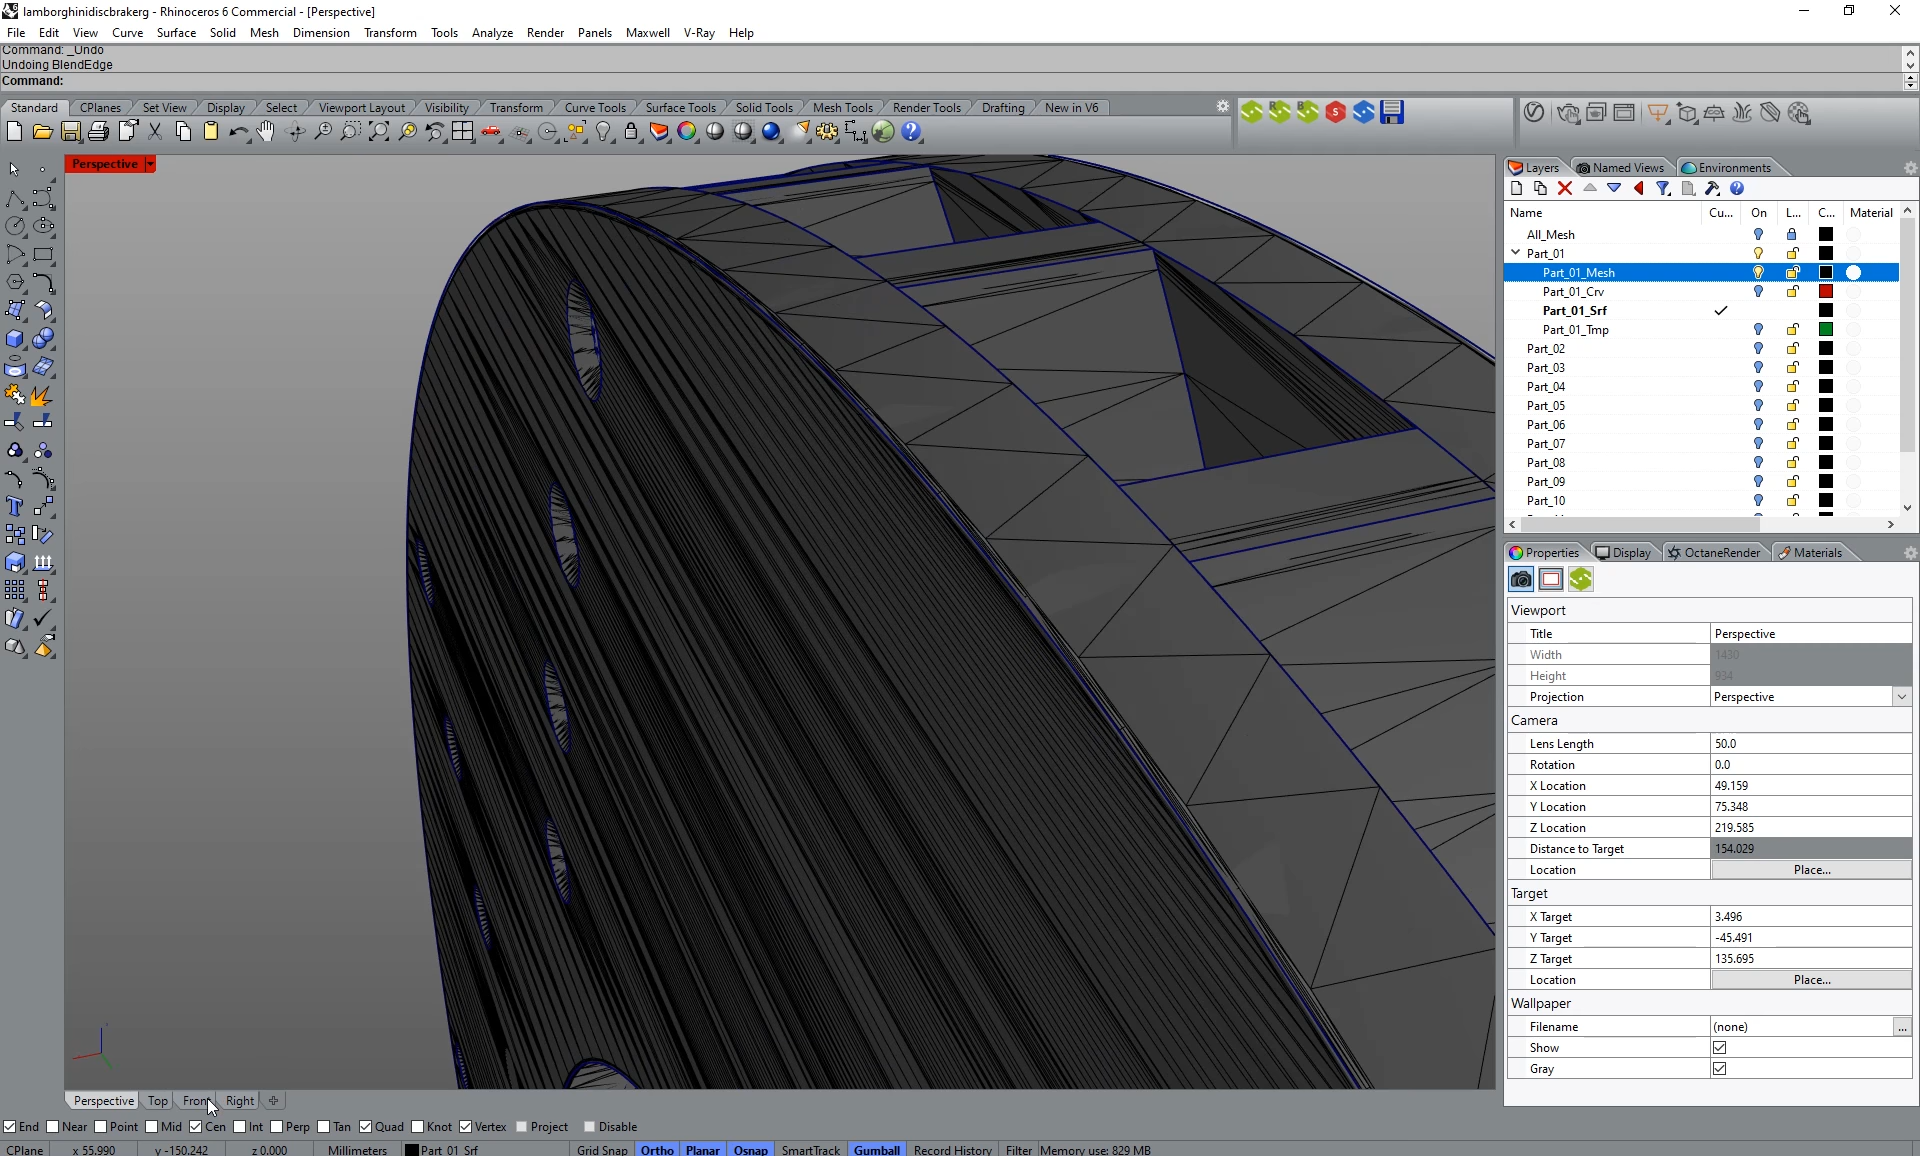 lamborghinidiscbrakerg - Rhinoceros 6 Commercial - [Perspective]
File Edit View Curve Surface Solid Mesh Dimension Transform Tools Analyze Render Panels Maxwell V-Ray Help
Command: _Undo
Undoing BlendEdge
Command:
Standard CPlanes Set View Display Select Viewport Layout Visibility Transform Curve Tools Surface Tools Solid Tools Mesh Tools Render Tools Drafting New in V6
Perspective
Layers Named Views Environments
Name Cu... On L... C... Material
All_Mesh
Part_01
Part_01_Mesh
Part_01_Crv
Part_01_Srf
Part_01_Tmp
Part_02
Part_03
Part_04
Part_05
Part_06
Part_07
Part_08
Part_09
Part_10
Properties Display OctaneRender Materials
Viewport
Title Perspective
Width 1430
Height 934
Projection Perspective
Camera
Lens Length 50.0
Rotation 0.0
X Location 49.159
Y Location 75.348
Z Location 219.585
Distance to Target 154.029
Location Place...
Target
X Target 3.496
Y Target -45.491
Z Target 135.695
Location Place...
Wallpaper
Filename (none) ...
Show
Gray
Perspective Top Front Right
End Near Point Mid Cen Int Perp Tan Quad Knot Vertex Project Disable
CPlane x 55.990 y -150.242 z 0.000 Millimeters Part_01_Srf Grid Snap Ortho Planar Osnap SmartTrack Gumball Record History Filter Memory use: 829 MB